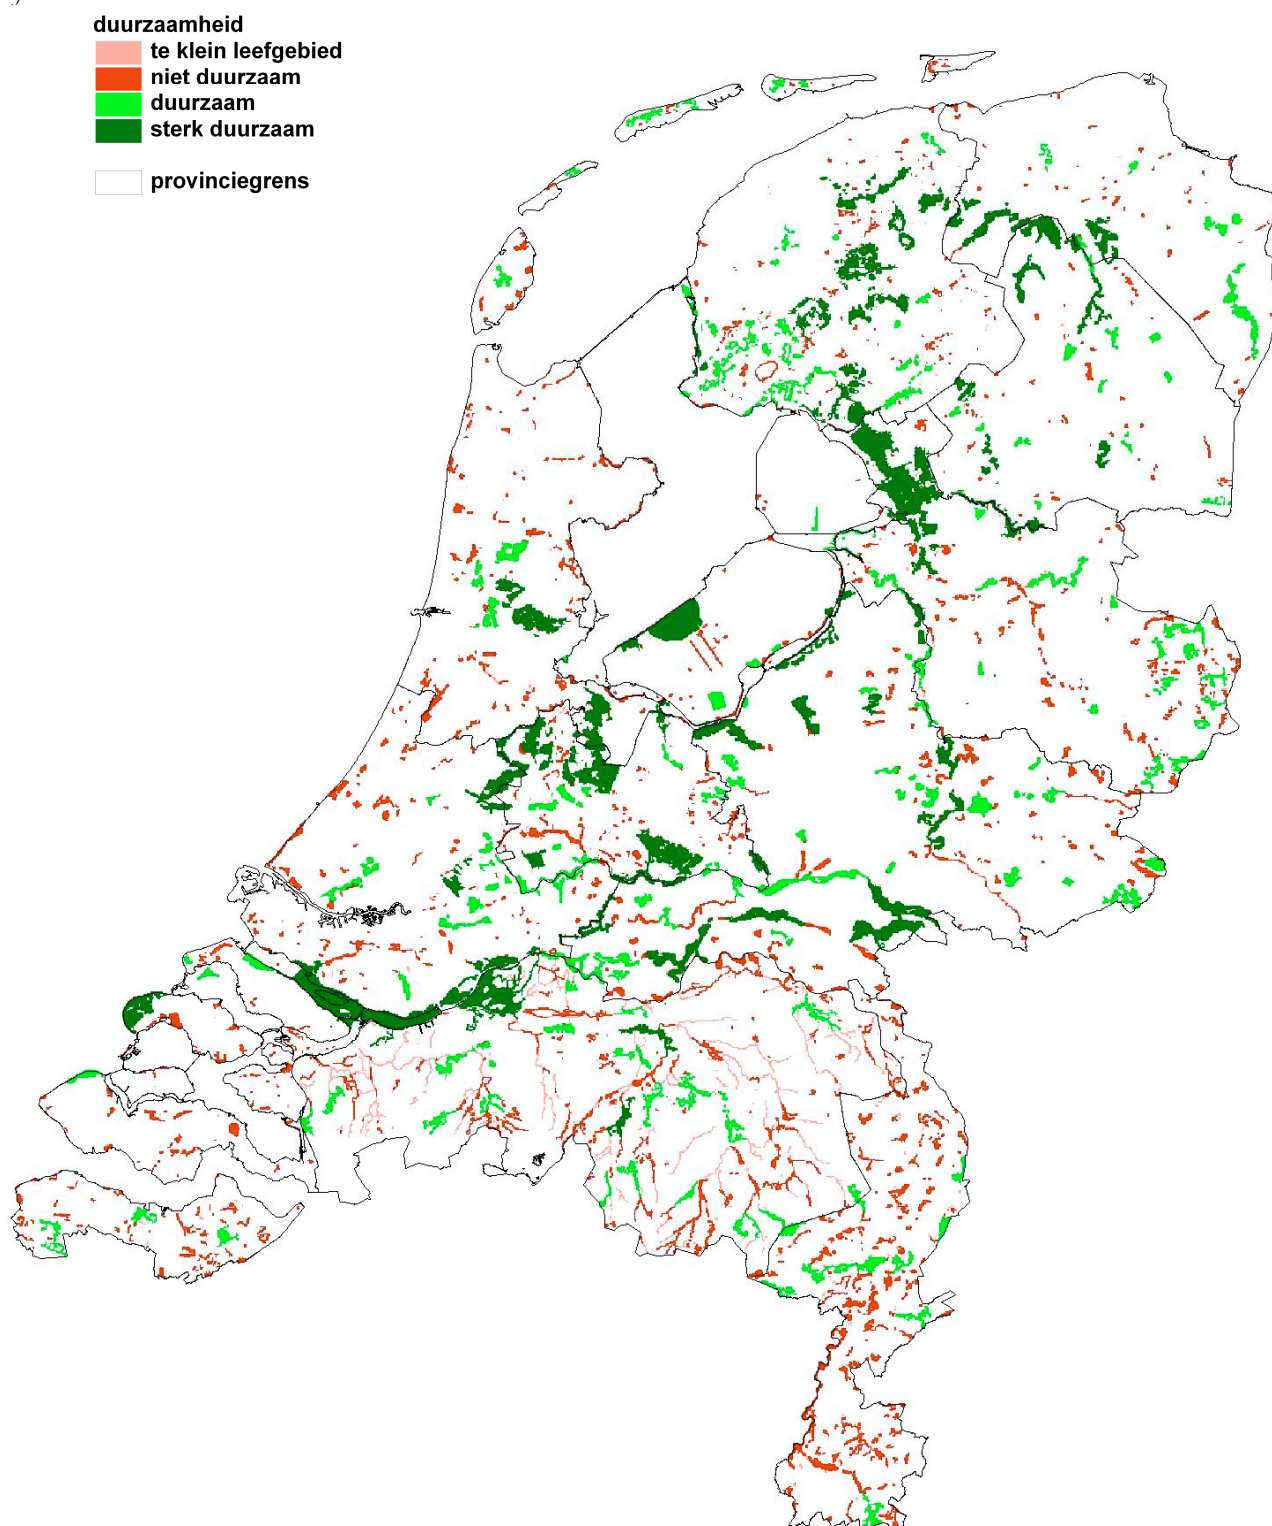 duurzaamheid
te klein leefgebied
niet duurzaam
duurzaam
sterk duurzaam
provinciegrens